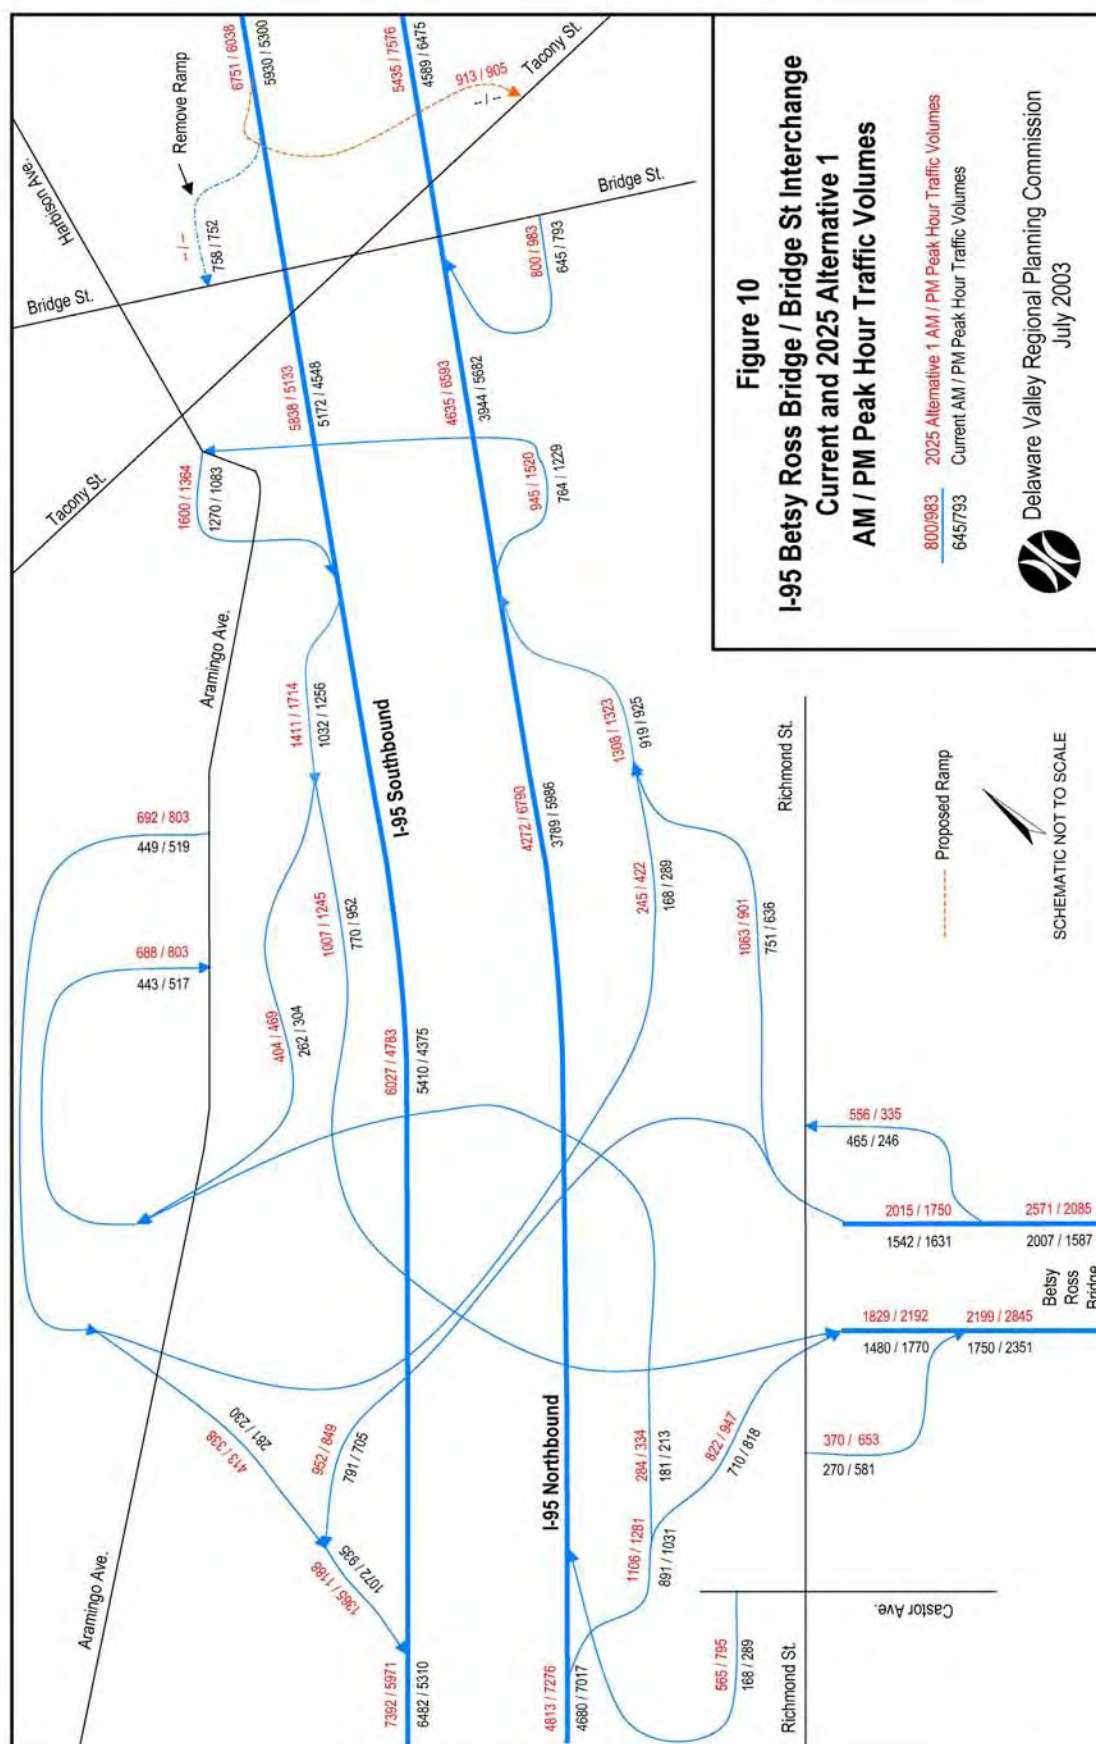 Harbison Ave.
Remove Ramp
6751 / 6038
5930 / 5300
5435 / 7576
4589 / 6475
913 / 905
-- / --
Tacony St.
-- / --
758 / 752
Bridge St.
Bridge St.
800 / 983
645 / 793
5838 / 5133
5172 / 4548
4635 / 6593
3944 / 5682
Tacony St.
1600 / 1364
1270 / 1083
945 / 1520
764 / 1229
Aramingo Ave.
1411 / 1714
1032 / 1256
I-95 Southbound
1308 / 1323
919 / 925
692 / 803
449 / 519
4272 / 6790
3789 / 5986
Richmond St.
1007 / 1245
770 / 952
245 / 422
168 / 289
1063 / 901
751 / 636
688 / 803
443 / 517
404 / 469
262 / 304
6027 / 4783
5410 / 4375
556 / 335
465 / 246
2015 / 1750
1542 / 1631
2571 / 2085
2007 / 1587
Betsy
Ross
Bridge
1829 / 2192
1480 / 1770
2199 / 2845
1750 / 2351
281 / 230
413 / 338
952 / 849
791 / 705
I-95 Northbound
284 / 334
181 / 213
822 / 947
710 / 818
370 / 653
270 / 581
1072 / 935
1365 / 1188
1106 / 1281
891 / 1031
Aramingo Ave.
Castor Ave.
565 / 795
168 / 289
7392 / 5971
6482 / 5310
4813 / 7276
4680 / 7017
Richmond St.
Proposed Ramp
SCHEMATIC NOT TO SCALE
Figure 10
I-95 Betsy Ross Bridge / Bridge St Interchange
Current and 2025 Alternative 1
AM / PM Peak Hour Traffic Volumes
800/983 2025 Alternative 1 AM / PM Peak Hour Traffic Volumes
645/793 Current AM / PM Peak Hour Traffic Volumes
Delaware Valley Regional Planning Commission
July 2003